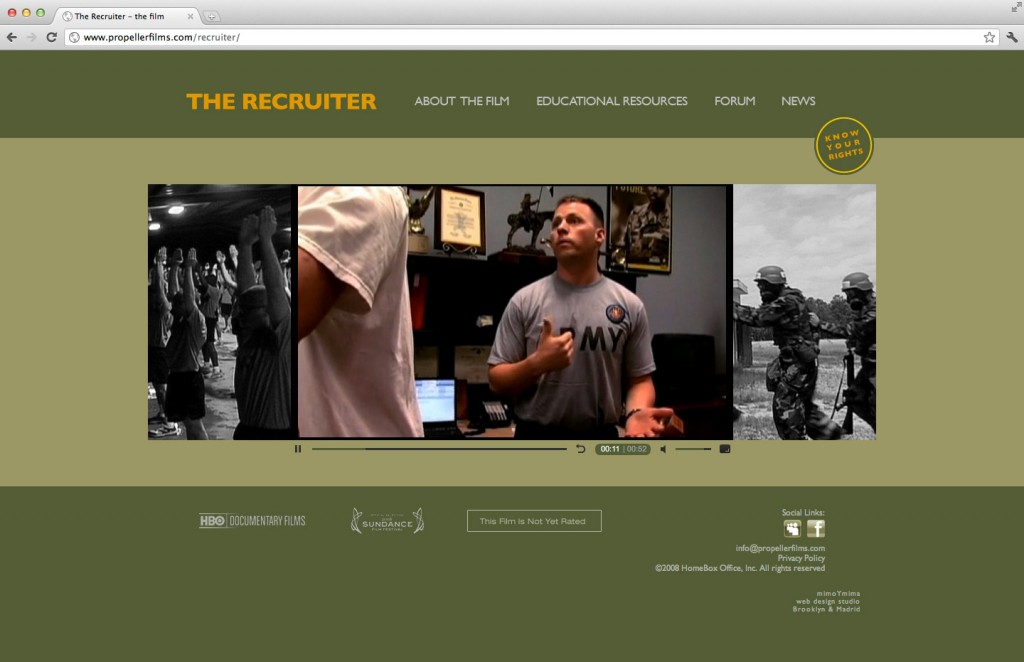 The Recruiter – the film
www.propellerfilms.com/recruiter/
THE RECRUITER
ABOUT THE FILM
EDUCATIONAL RESOURCES
FORUM
NEWS
KNOW
YOUR
RIGHTS
FUTURE
ARMY
00:11 | 00:52
HBO DOCUMENTARY FILMS
SUNDANCE
FILM FESTIVAL
This Film Is Not Yet Rated
Social Links:
info@propellerfilms.com
Privacy Policy
©2008 HomeBox Office, Inc. All rights reserved
mimoYmima
web design studio
Brooklyn & Madrid